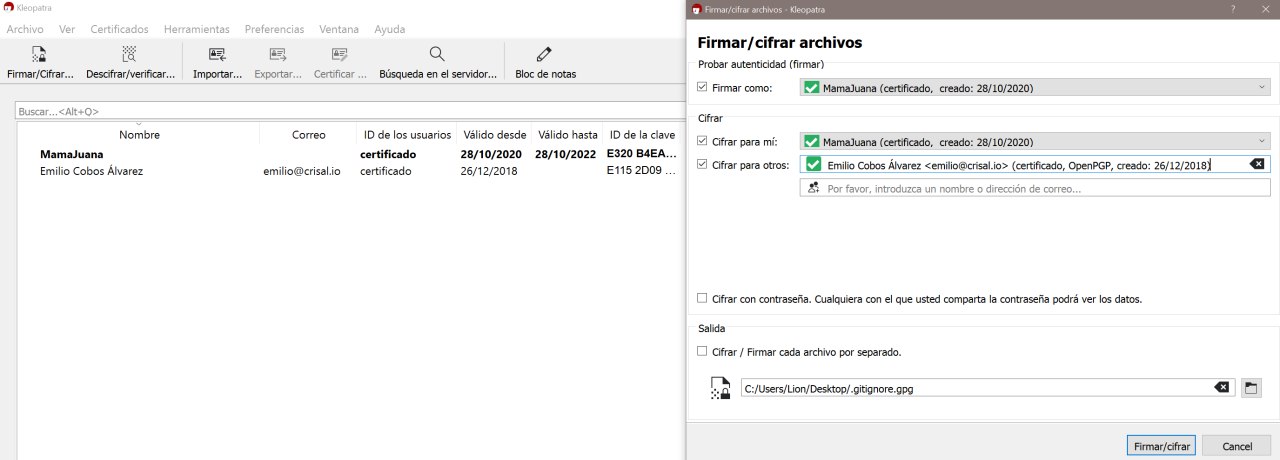 Kleopatra
Archivo Ver Certificados Herramientas Preferencias Ventana Ayuda
Firmar/Cifrar... Descifrar/verificar... Importar... Exportar... Certificar ... Búsqueda en el servidor... Bloc de notas
Buscar...<Alt+Q>
Nombre Correo ID de los usuarios Válido desde Válido hasta ID de la clave
MamaJuana certificado 28/10/2020 28/10/2022 E320 B4EA...
Emilio Cobos Álvarez emilio@crisal.io certificado 26/12/2018 E115 2D09 ...
Firmar/cifrar archivos - Kleopatra
Firmar/cifrar archivos
Probar autenticidad (firmar)
Firmar como: MamaJuana (certificado, creado: 28/10/2020)
Cifrar
Cifrar para mí: MamaJuana (certificado, creado: 28/10/2020)
Cifrar para otros: Emilio Cobos Álvarez <emilio@crisal.io> (certificado, OpenPGP, creado: 26/12/2018)
Por favor, introduzca un nombre o dirección de correo...
Cifrar con contraseña. Cualquiera con el que usted comparta la contraseña podrá ver los datos.
Salida
Cifrar / Firmar cada archivo por separado.
C:/Users/Lion/Desktop/.gitignore.gpg
Firmar/cifrar Cancel